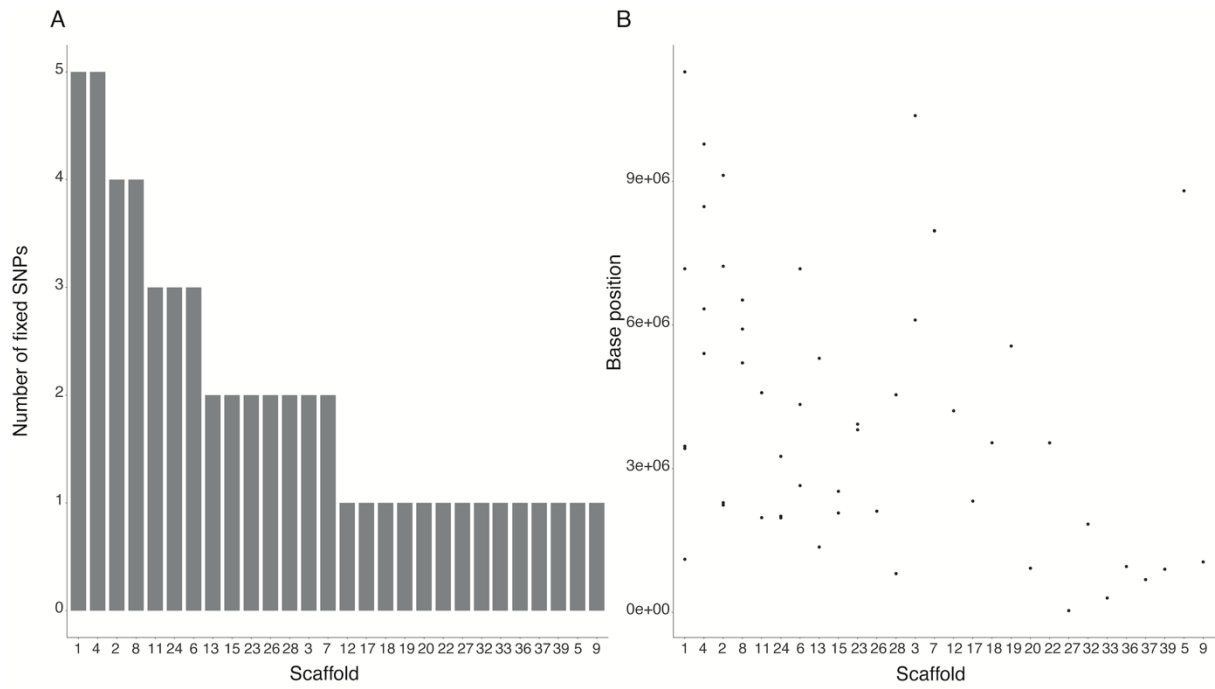 A
B
Number of fixed SNPs
5
4
3
2
1
0
1 4 2 8 11 24 6 13 15 23 26 28 3 7 12 17 18 19 20 22 27 32 33 36 37 39 5 9
Scaffold
Base position
9e+06
6e+06
3e+06
0e+00
1 4 2 8 11 24 6 13 15 23 26 28 3 7 12 17 18 19 20 22 27 32 33 36 37 39 5 9
Scaffold